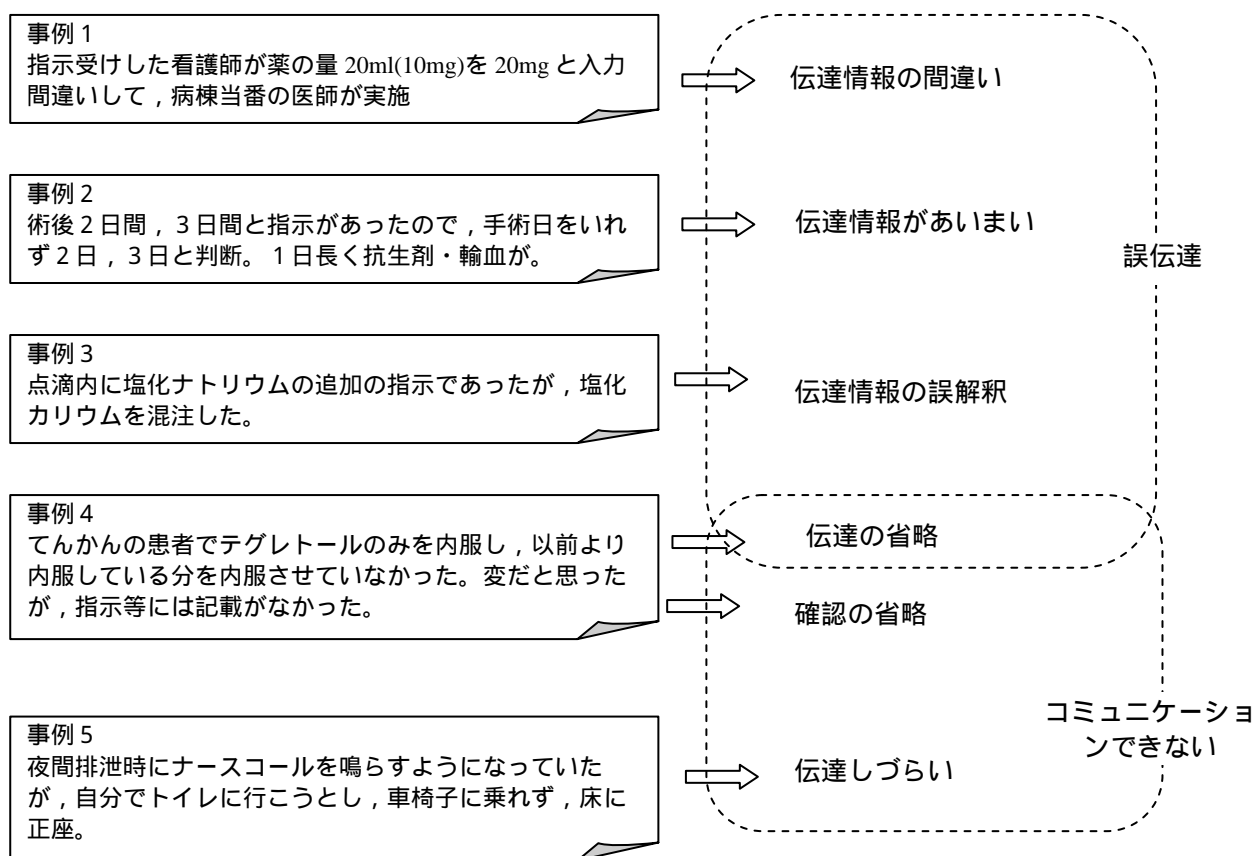 事例1
指示受けした看護師が薬の量 20ml(10mg)を 20mg と入力
間違いして，病棟当番の医師が実施
伝達情報の間違い
事例2
術後2日間，3日間と指示があったので，手術日をいれ
ず2日，3日と判断。1日長く抗生剤・輸血が。
伝達情報があいまい
誤伝達
事例3
点滴内に塩化ナトリウムの追加の指示であったが，塩化
カリウムを混注した。
伝達情報の誤解釈
事例4
てんかんの患者でテグレトールのみを内服し，以前より
内服している分を内服させていなかった。変だと思った
が，指示等には記載がなかった。
伝達の省略
確認の省略
コミュニケーショ
ンできない
事例5
夜間排泄時にナースコールを鳴らすようになっていた
が，自分でトイレに行こうとし，車椅子に乗れず，床に
正座。
伝達しづらい